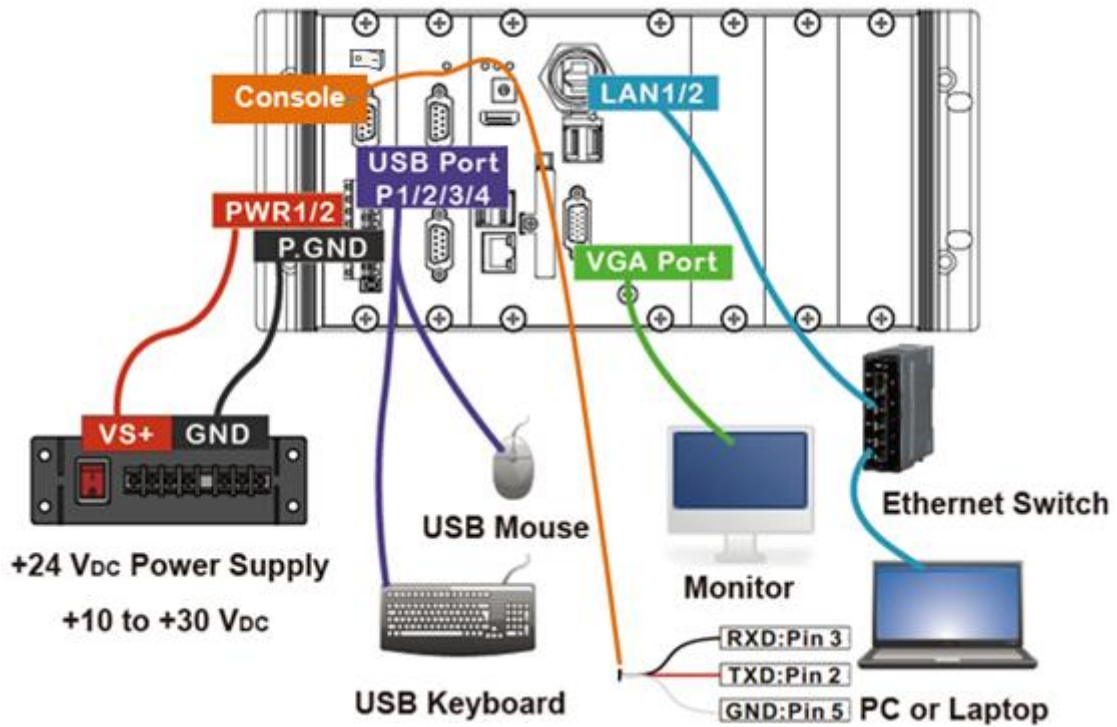 Console
LAN1/2
USB Port
P1/2/3/4
PWR1/2
P.GND
VGA Port
VS+ GND
+24 VDC Power Supply
+10 to +30 VDC
USB Mouse
USB Keyboard
Monitor
Ethernet Switch
RXD:Pin 3
TXD:Pin 2
GND:Pin 5
PC or Laptop